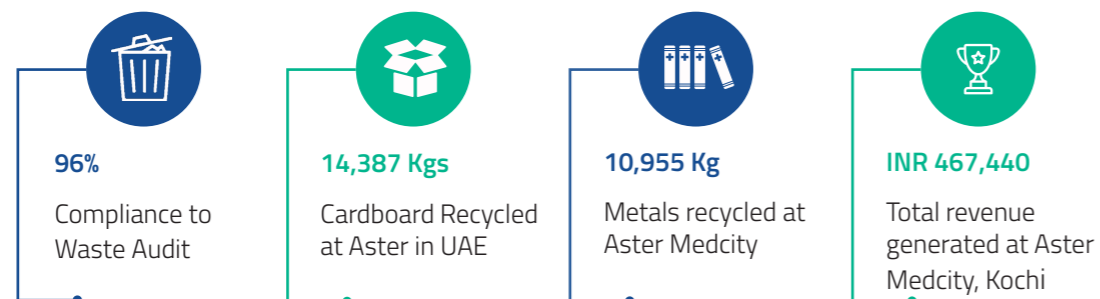 96%
Compliance to
Waste Audit
14,387 Kgs
Cardboard Recycled
at Aster in UAE
10,955 Kg
Metals recycled at
Aster Medcity
INR 467,440
Total revenue
generated at Aster
Medcity, Kochi